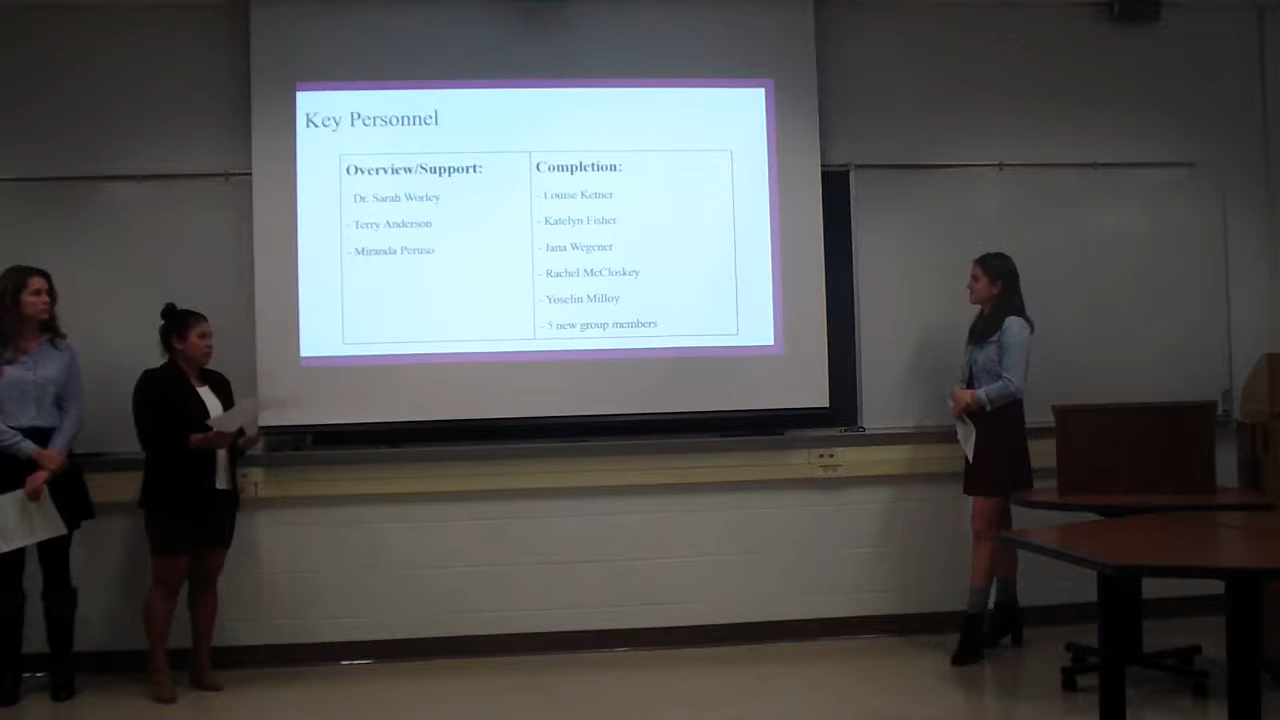 Key Personnel
Overview/Support:
Dr. Sarah Worley
- Terry Anderson
- Miranda Peruso
Completion:
- Louise Ketner
- Katelyn Fisher
- Jana Wegener
- Rachel McCloskey
- Yoselin Milloy
- 5 new group members